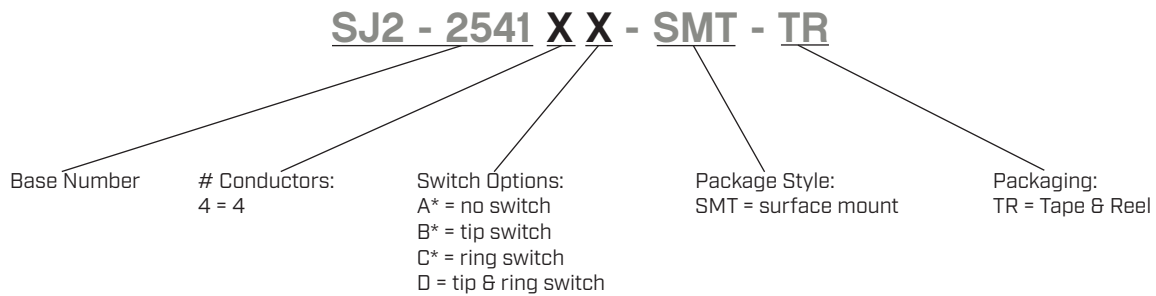 SJ2 - 2541 X X - SMT - TR
Base Number
# Conductors:
4 = 4
Switch Options:
A* = no switch
B* = tip switch
C* = ring switch
D = tip & ring switch
Package Style:
SMT = surface mount
Packaging:
TR = Tape & Reel